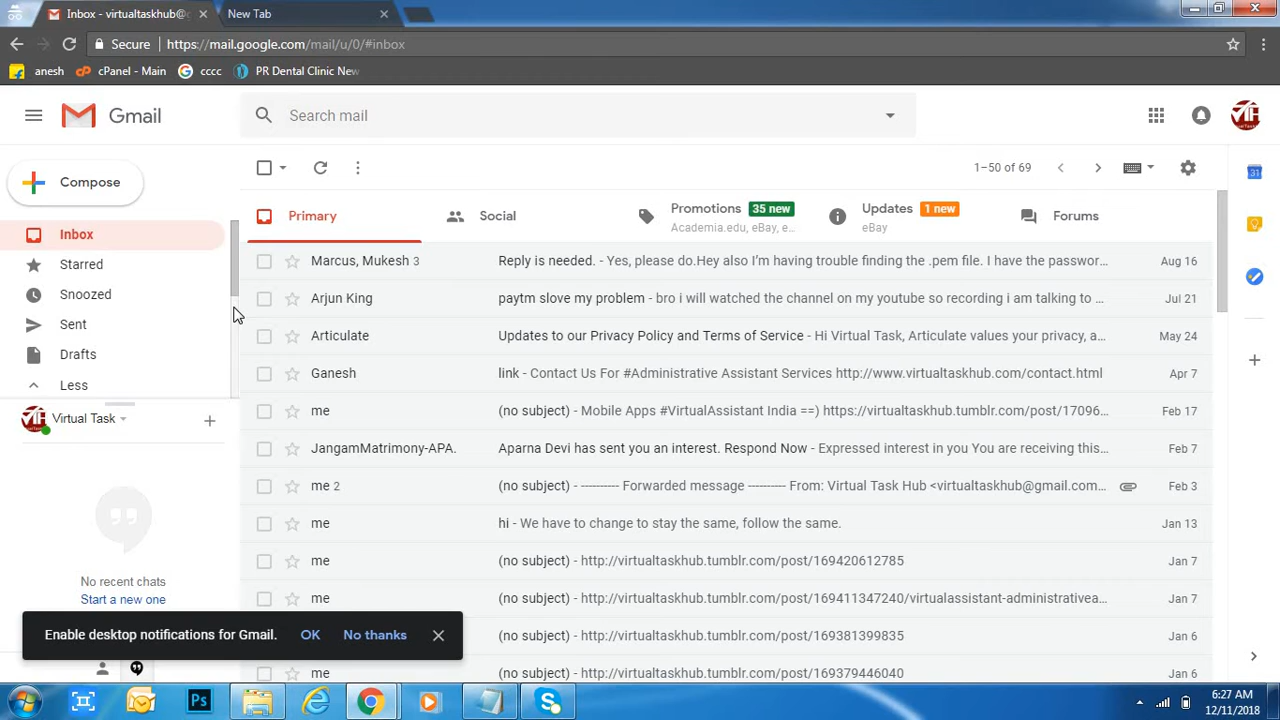 Inbox - virtualtaskhub@g
New Tab
Secure
https://mail.google.com/mail/u/0/#inbox
anesh
cPanel - Main
cccc
PR Dental Clinic New
Gmail
Search mail
Compose
1–50 of 69
Primary
Social
Promotions 35 new
Academia.edu, eBay, e...
Updates 1 new
eBay
Forums
Inbox
Starred
Snoozed
Sent
Drafts
Less
Marcus, Mukesh 3 Reply is needed. - Yes, please do.Hey also I'm having trouble finding the .pem file. I have the passwor... Aug 16
Arjun King paytm slove my problem - bro i will watched the channel on my youtube so recording i am talking to ... Jul 21
Articulate Updates to our Privacy Policy and Terms of Service - Hi Virtual Task, Articulate values your privacy, a... May 24
Ganesh link - Contact Us For #Administrative Assistant Services http://www.virtualtaskhub.com/contact.html Apr 7
me (no subject) - Mobile Apps #VirtualAssistant India ==) https://virtualtaskhub.tumblr.com/post/17096... Feb 17
JangamMatrimony-APA. Aparna Devi has sent you an interest. Respond Now - Expressed interest in you You are receiving this... Feb 7
me 2 (no subject) - ---------- Forwarded message ---------- From: Virtual Task Hub <virtualtaskhub@gmail.com... Feb 3
me hi - We have to change to stay the same, follow the same. Jan 13
me (no subject) - http://virtualtaskhub.tumblr.com/post/169420612785 Jan 7
me (no subject) - http://virtualtaskhub.tumblr.com/post/169411347240/virtualassistant-administrativea... Jan 7
me (no subject) - http://virtualtaskhub.tumblr.com/post/169381399835 Jan 6
me (no subject) - http://virtualtaskhub.tumblr.com/post/169379446040 Jan 6
Virtual Task
No recent chats
Start a new one
Enable desktop notifications for Gmail. OK No thanks
31
Ps
6:27 AM
12/11/2018